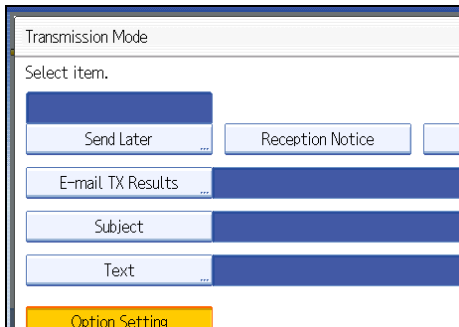 Transmission Mode
Select item.
Send Later
Reception Notice
E-mail TX Results
Subject
Text
Option Setting